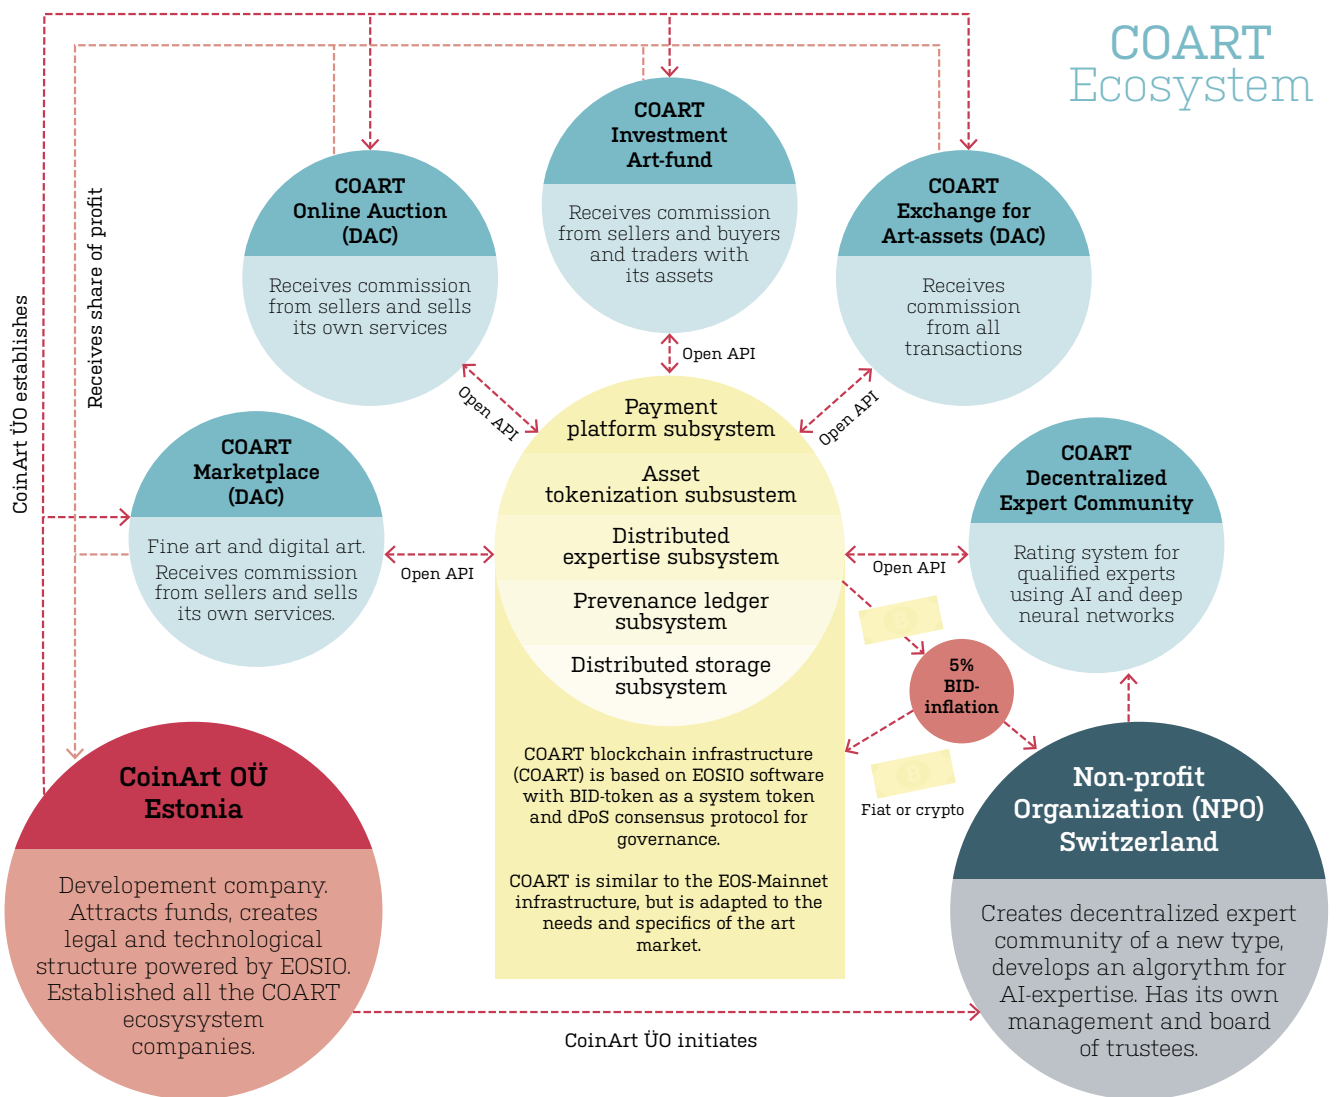 COART
Ecosystem
COART
Investment
Art-fund
Receives commission
from sellers and buyers
and traders with
its assets
COART
Online Auction
(DAC)
Receives commission
from sellers and sells
its own services
COART
Exchange for
Art-assets (DAC)
Receives
commission
from all
transactions
Receives share of profit
CoinArt ÜO establishes
Open API
Open API
Open API
COART
Marketplace
(DAC)
Fine art and digital art.
Receives commission
from sellers and sells
its own services.
Open API
Payment
platform subsystem
Asset
tokenization subsustem
Distributed
expertise subsystem
Prevenance ledger
subsystem
Distributed storage
subsystem
Open API
COART
Decentralized
Expert Community
Rating system for
qualified experts
using AI and deep
neural networks
5%
BID-
inflation
Fiat or crypto
COART blockchain infrastructure
(COART) is based on EOSIO software
with BID-token as a system token
and dPoS consensus protocol for
governance.
COART is similar to the EOS-Mainnet
infrastructure, but is adapted to the
needs and specifics of the art
market.
CoinArt OÜ
Estonia
Developement company.
Attracts funds, creates
legal and technological
structure powered by EOSIO.
Established all the COART
ecosysystem
companies.
CoinArt ÜO initiates
Non-profit
Organization (NPO)
Switzerland
Creates decentralized expert
community of a new type,
develops an algorythm for
AI-expertise. Has its own
management and board
of trustees.